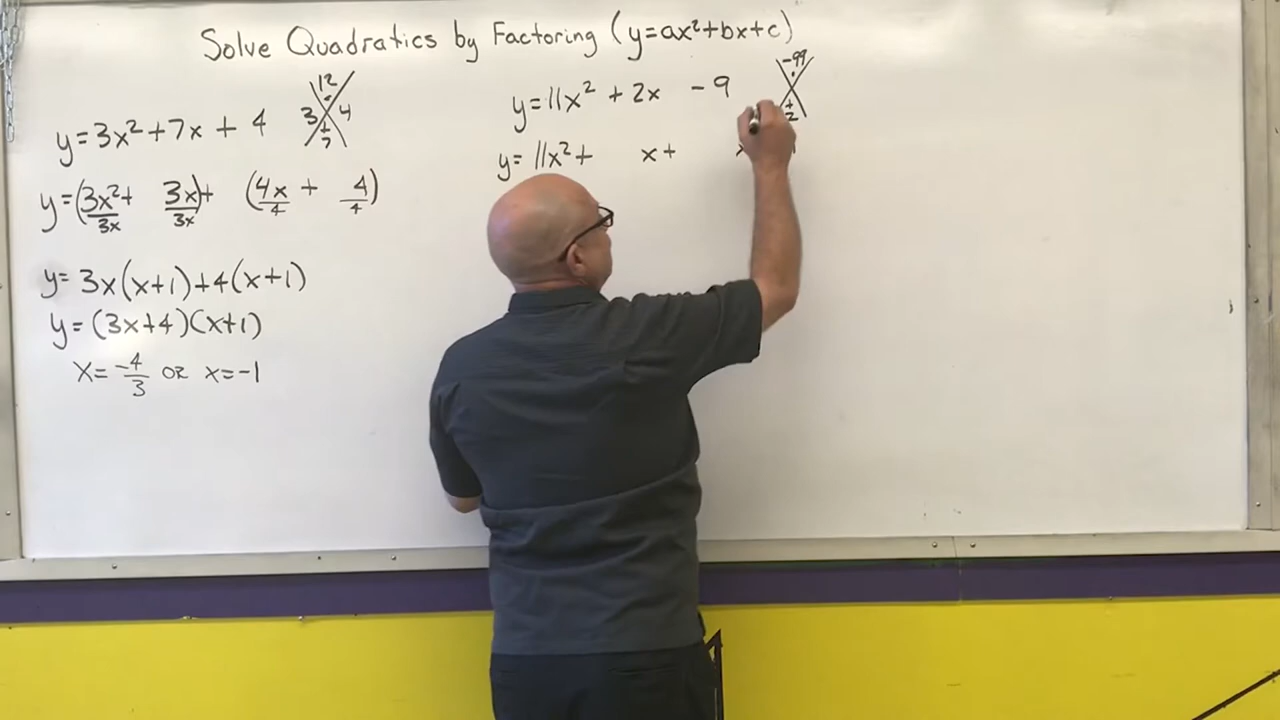 Solve Quadratics by Factoring (y=ax²+bx+c)
y=3x²+7x+4
12
·
3 4
+
7
y=(3x²+ 3x)+ (4x + 4)
3x 3x 4 4
y=3x(x+1)+4(x+1)
y=(3x+4)(x+1)
x=-4/3 or x=-1
y=11x²+2x -9
-99
·
+
2
y=11x²+ x+